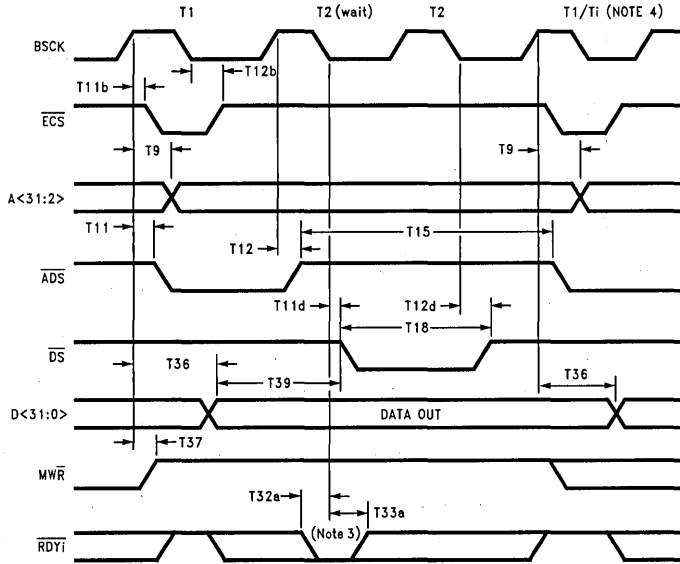 T1 T2 (wait) T2 T1/Ti (NOTE 4)
BSCK
T12b
T11b
ECS
T9 T9
A<31:2>
T11 T15
T12
ADS
T11d T12d
T18
DS
T36 T36
T39
D<31:0> DATA OUT
T37
MWR
T32a T33a
(Note 3)
RDYi